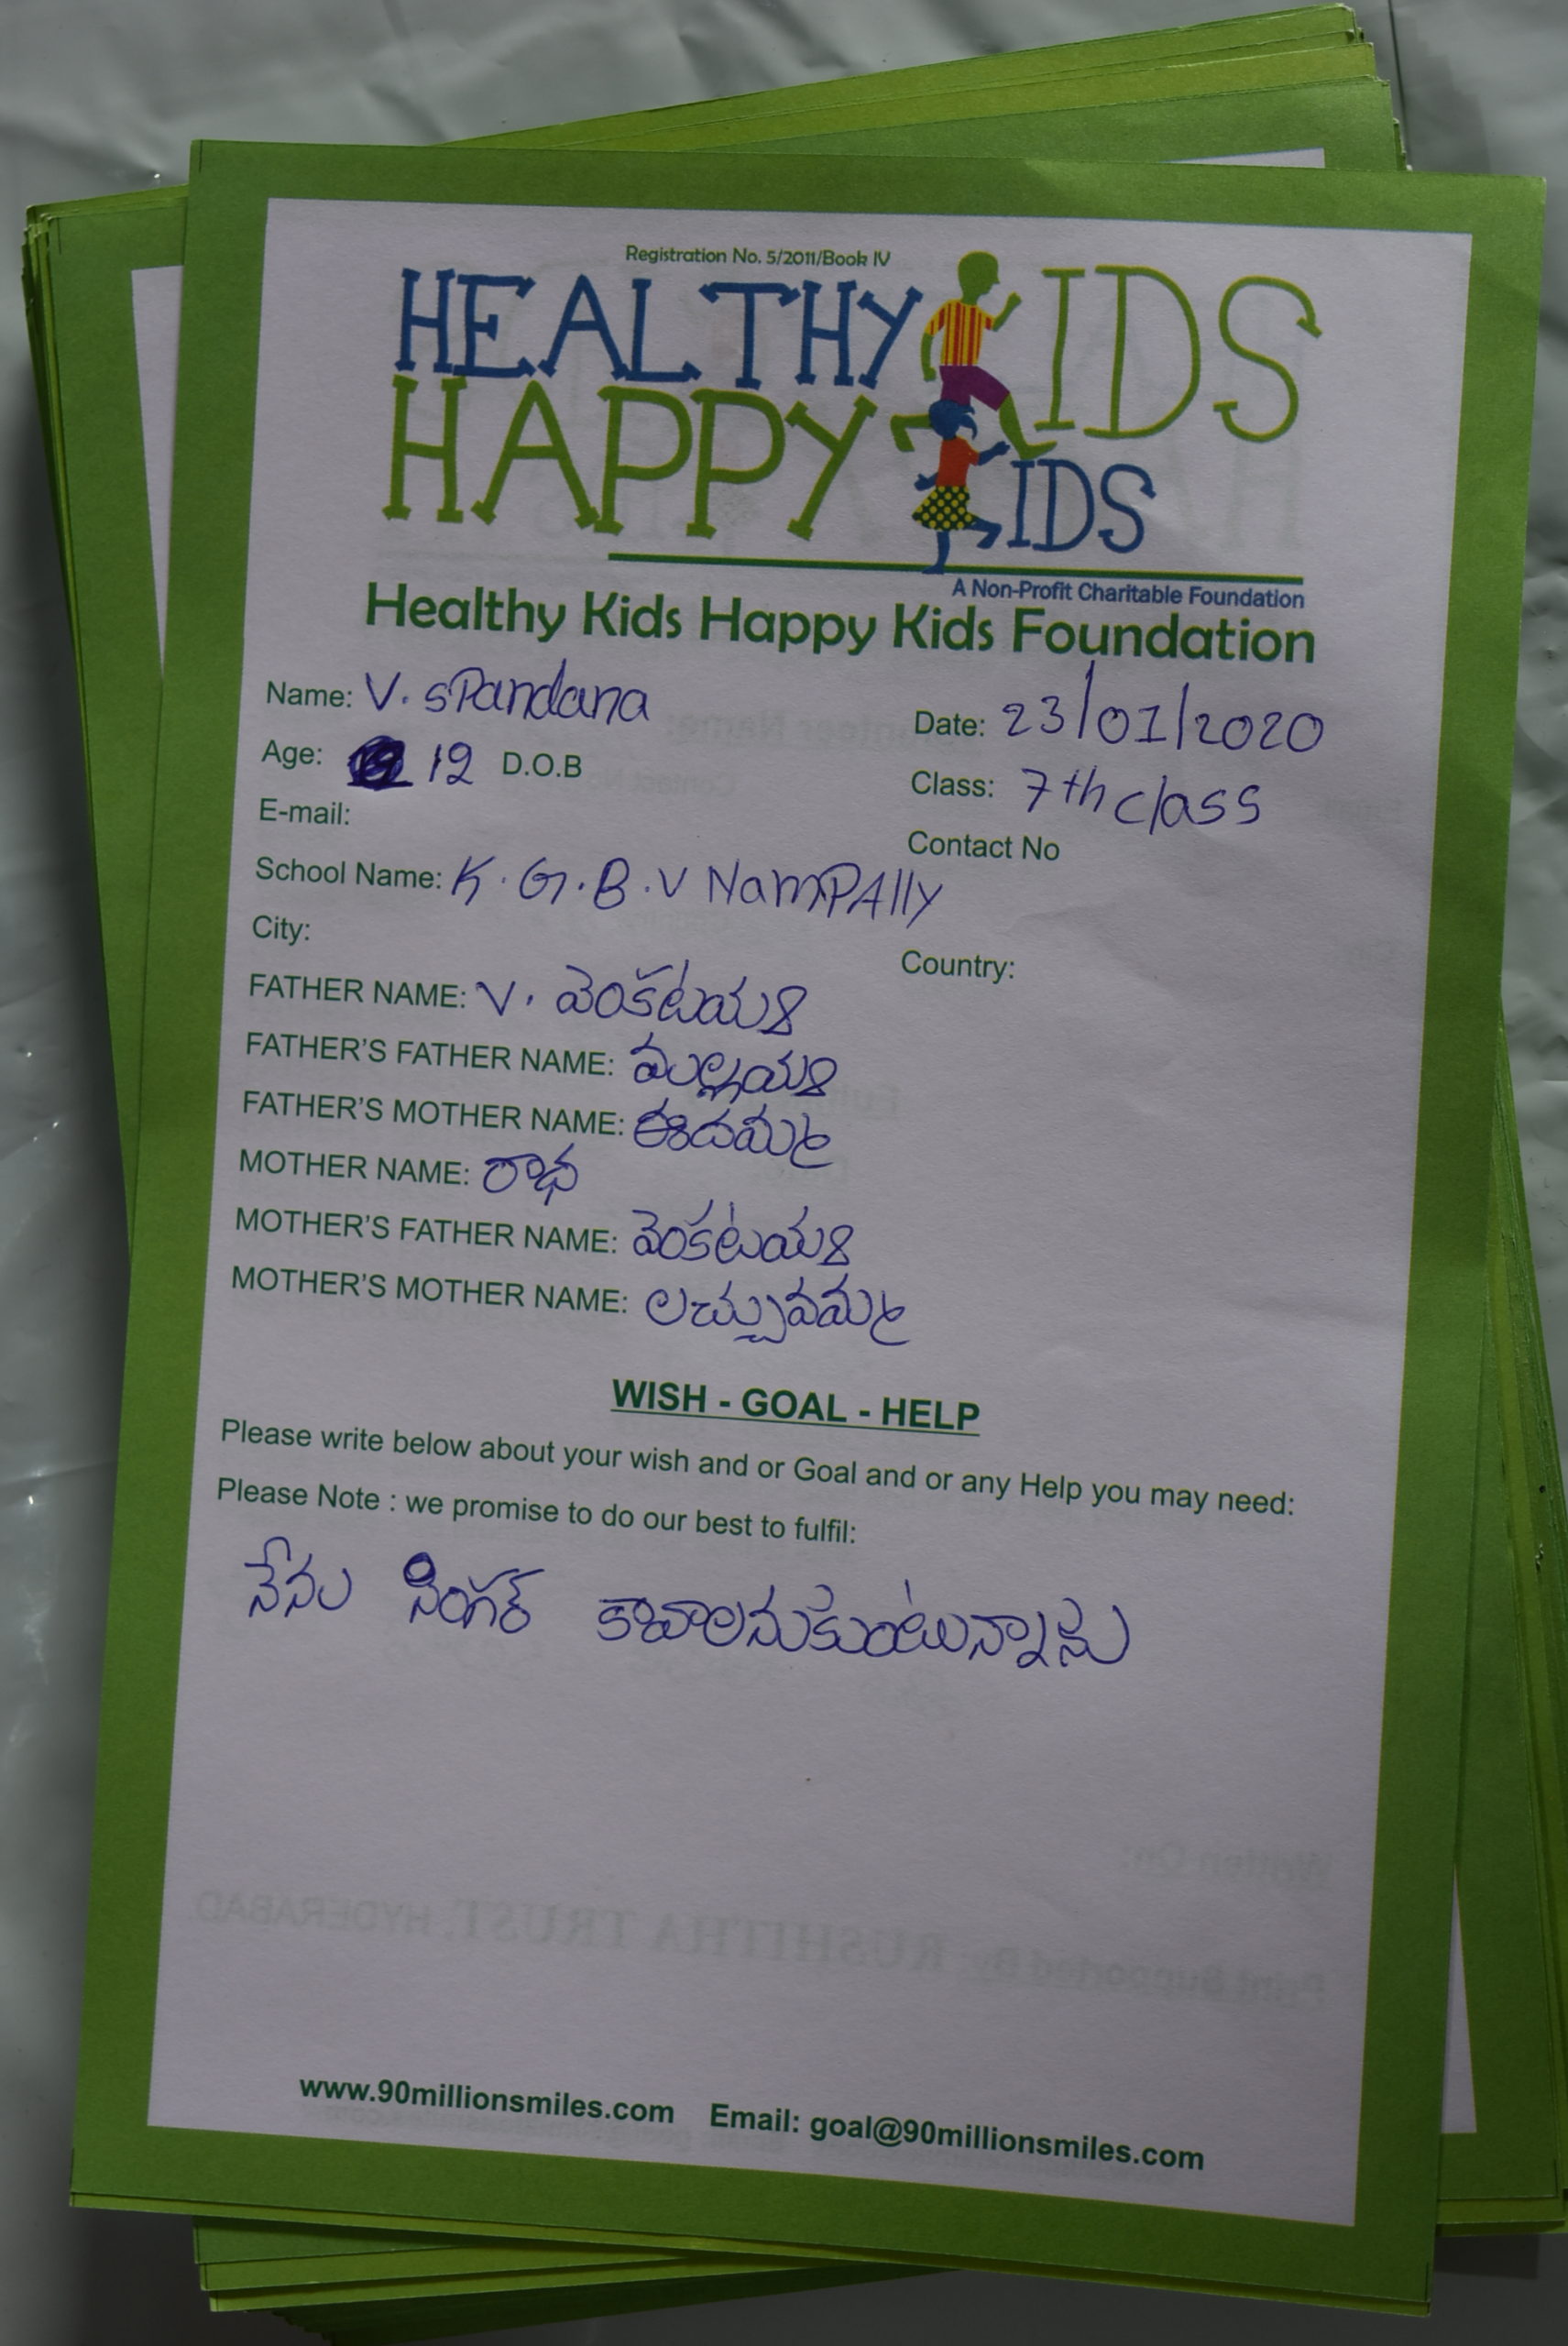 Registration No. 5/2011/Book IV
HEALTHY KIDS
HAPPY KIDS
A Non-Profit Charitable Foundation
Healthy Kids Happy Kids Foundation
Name: V. sPandana
Date: 23/01/2020
Age: 12 D.O.B
Class: 7th class
E-mail:
Contact No
School Name: K.G.B.V NamPAlly
City:
Country:
FATHER NAME: V. వెంకటయ్య
FATHER'S FATHER NAME: మల్లయ్య
FATHER'S MOTHER NAME: ఈదమ్మ
MOTHER NAME: రాధ
MOTHER'S FATHER NAME: వెంకటయ్య
MOTHER'S MOTHER NAME: లచ్చువమ్మ
WISH - GOAL - HELP
Please write below about your wish and or Goal and or any Help you may need:
Please Note : we promise to do our best to fulfil:
నేను సింగర్ కావాలనుకుంటున్నాను
www.90millionsmiles.com Email: goal@90millionsmiles.com